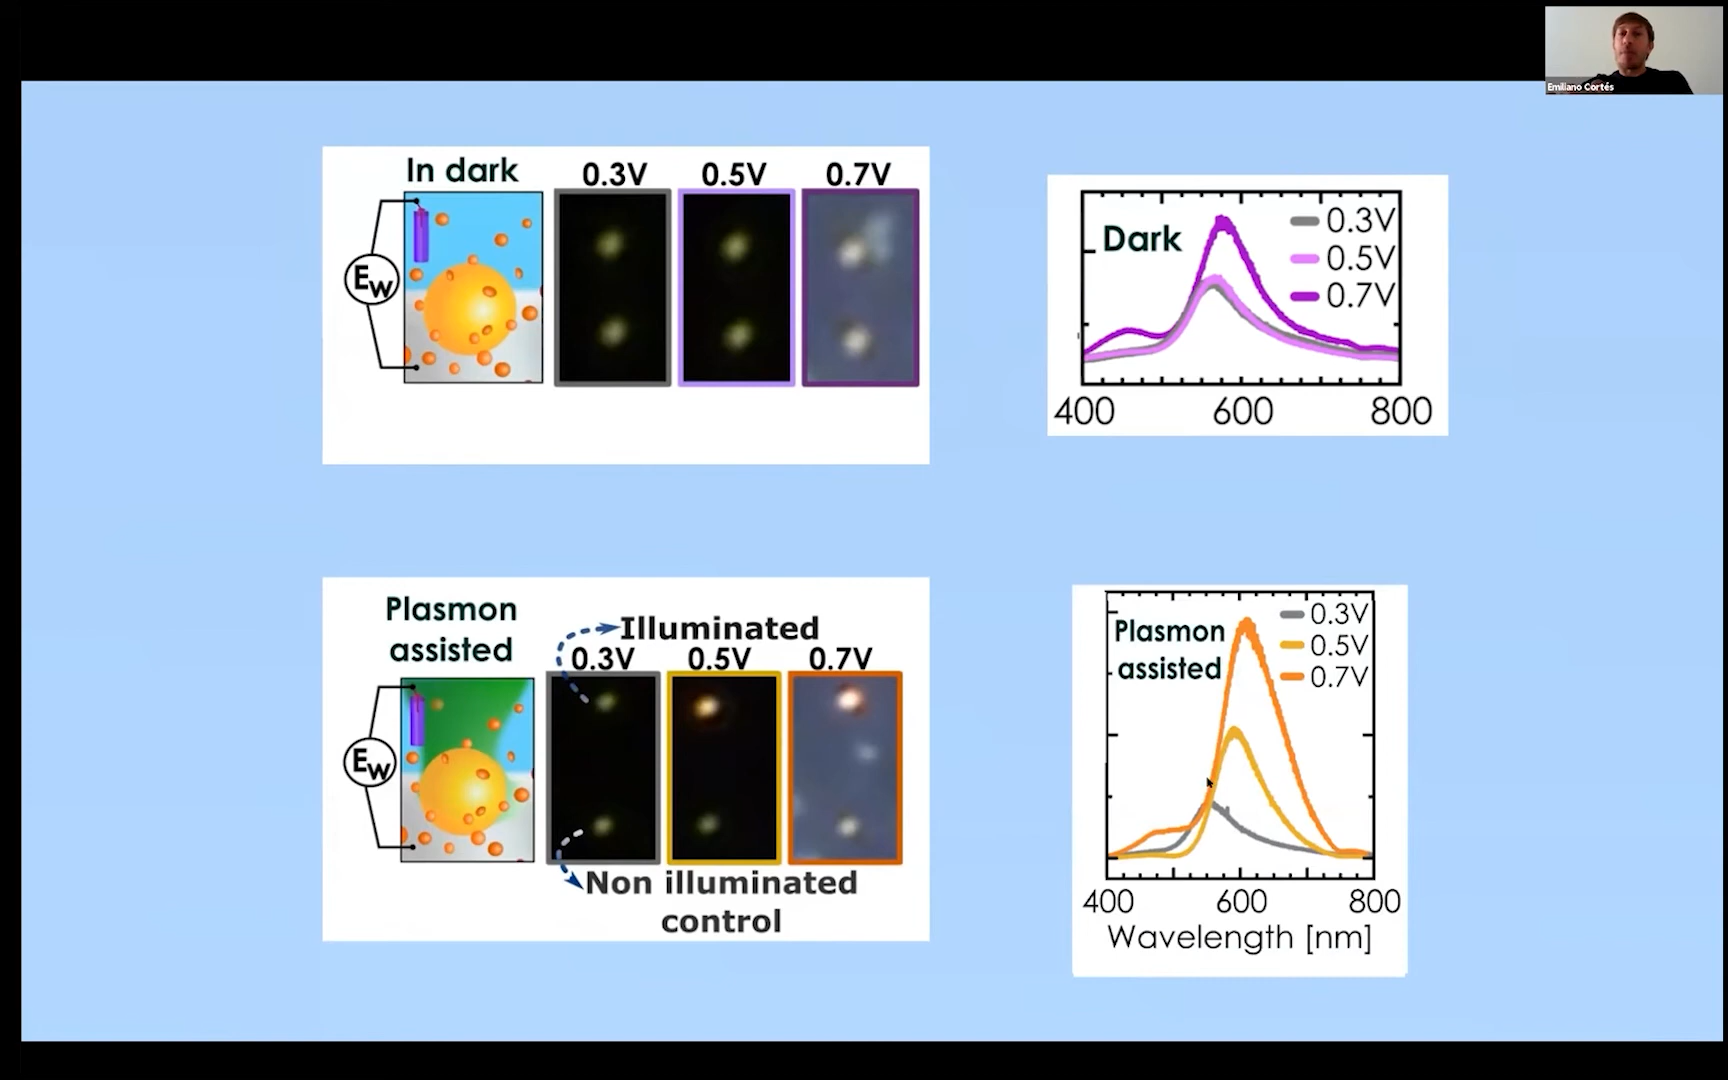 Emiliano Cortés
In dark
0.3V 0.5V 0.7V
Ew
Dark
0.3V
0.5V
0.7V
400 600 800
Plasmon
assisted
Illuminated
0.3V 0.5V 0.7V
Ew
Non illuminated
control
Plasmon
assisted
0.3V
0.5V
0.7V
400 600 800
Wavelength [nm]